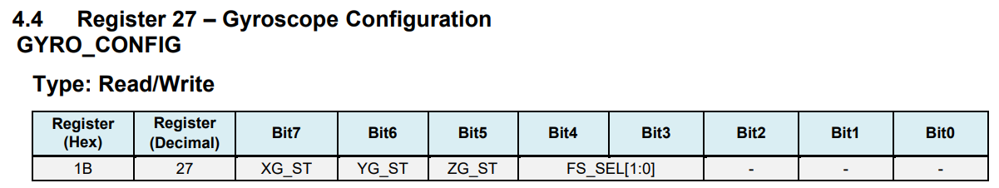 4.4 Register 27 – Gyroscope Configuration
GYRO_CONFIG
Type: Read/Write
Register (Hex) Register (Decimal) Bit7 Bit6 Bit5 Bit4 Bit3 Bit2 Bit1 Bit0
1B 27 XG_ST YG_ST ZG_ST FS_SEL[1:0] - - -